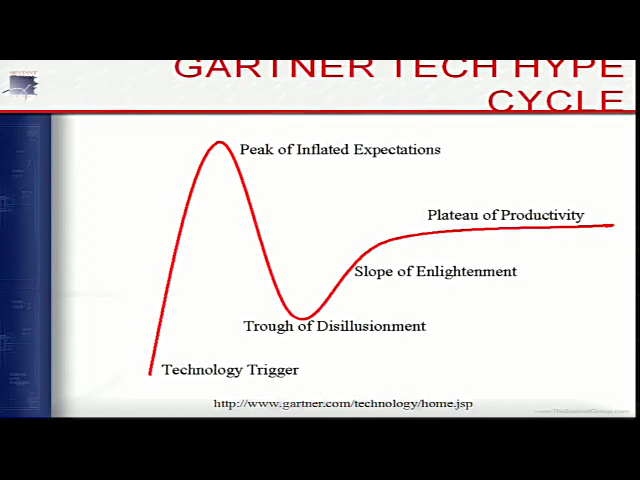 GARTNER TECH HYPE
CYCLE
Peak of Inflated Expectations
Plateau of Productivity
Slope of Enlightenment
Trough of Disillusionment
Technology Trigger
http://www.gartner.com/technology/home.jsp